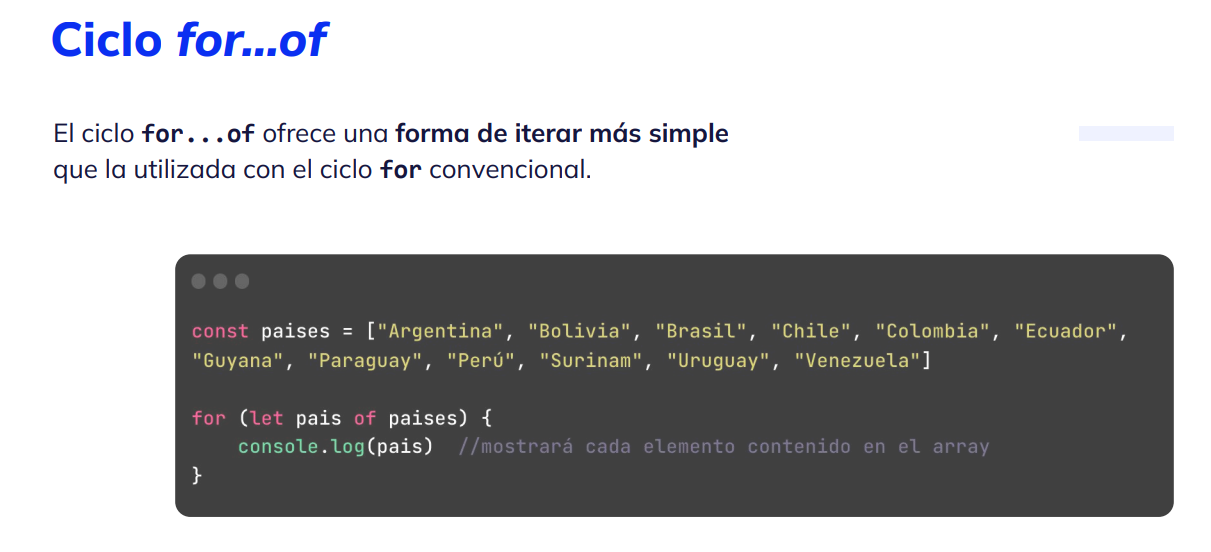 Ciclo for...of
El ciclo for...of ofrece una forma de iterar más simple
que la utilizada con el ciclo for convencional.
const paises = ["Argentina", "Bolivia", "Brasil", "Chile", "Colombia", "Ecuador",
"Guyana", "Paraguay", "Perú", "Surinam", "Uruguay", "Venezuela"]
for (let pais of paises) {
    console.log(pais)  //mostrará cada elemento contenido en el array
}